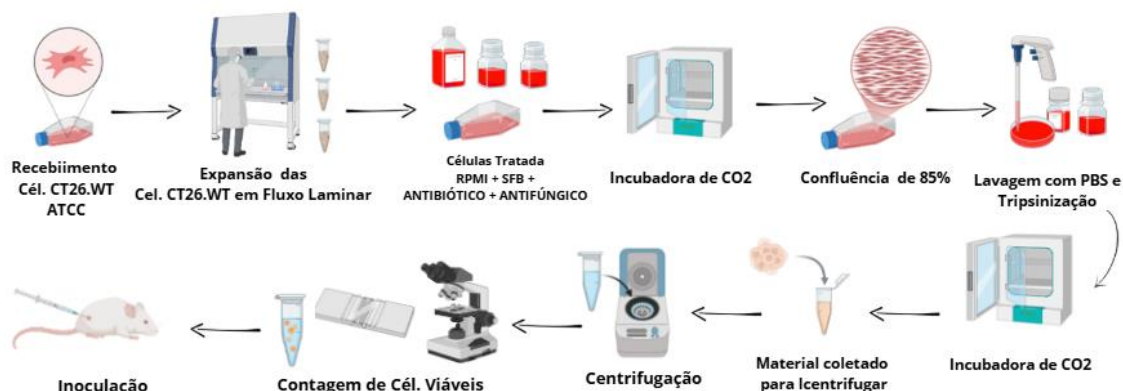 Recebiimento
Cél. CT26.WT
ATCC
Expansão das
Cel. CT26.WT em Fluxo Laminar
Células Tratada
RPMI + SFB +
ANTIBIÓTICO + ANTIFÚNGICO
Incubadora de CO2
Confluência de 85%
Lavagem com PBS e
Tripsinização
Inoculação
Contagem de Cél. Viáveis
Centrifugação
Material coletado
para Icentrifugar
Incubadora de CO2